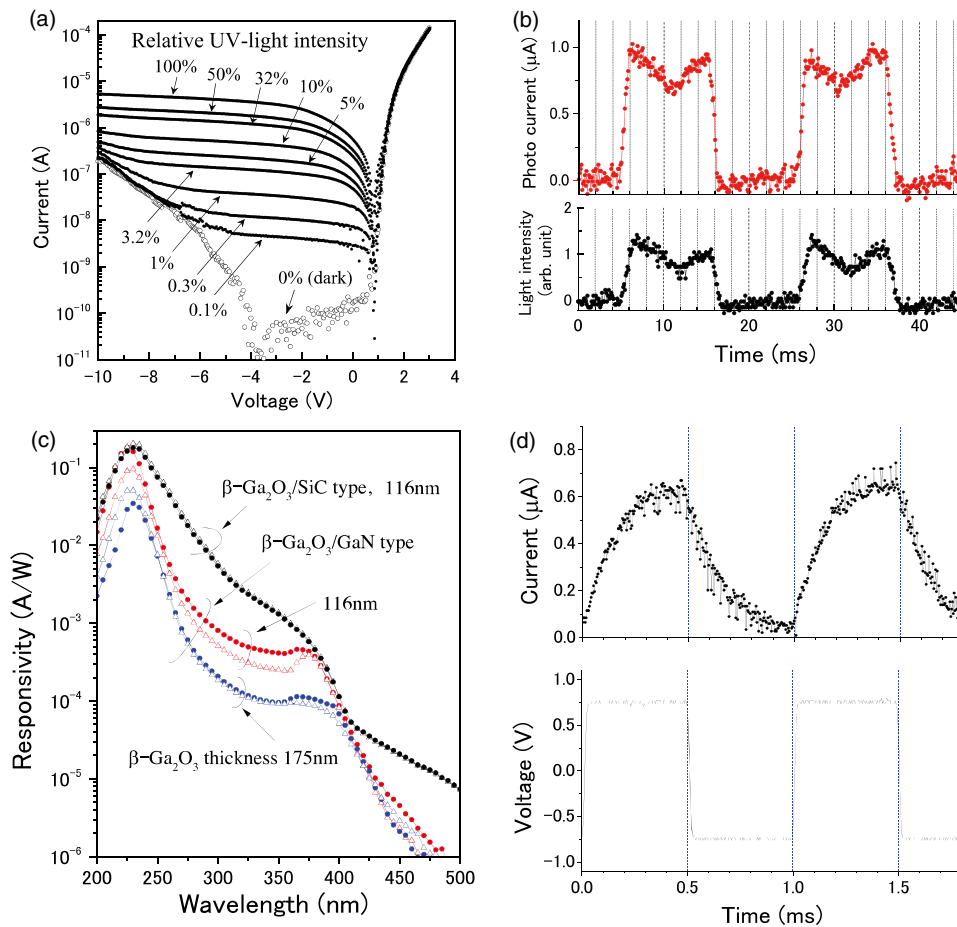 (a)
Relative UV-light intensity
100%
50%
32%
10%
5%
3.2%
1%
0.3%
0.1%
0% (dark)
10⁻⁴
10⁻⁵
10⁻⁶
10⁻⁷
10⁻⁸
10⁻⁹
10⁻¹⁰
10⁻¹¹
Current (A)
−10 −8 −6 −4 −2 0 2 4
Voltage (V)
(b)
1.0
0.5
0.0
Photo current (μA)
2
1
0
Light intensity
(arb. unit)
0 10 20 30 40
Time (ms)
(c)
β−Ga₂O₃/SiC type, 116nm
β−Ga₂O₃/GaN type
116nm
β−Ga₂O₃ thickness 175nm
10⁻¹
10⁻²
10⁻³
10⁻⁴
10⁻⁵
10⁻⁶
Responsivity (A/W)
200 250 300 350 400 450 500
Wavelength (nm)
(d)
0.8
0.6
0.4
0.2
0.0
Current (μA)
1.0
0.5
0.0
−0.5
−1.0
Voltage (V)
0.0 0.5 1.0 1.5
Time (ms)